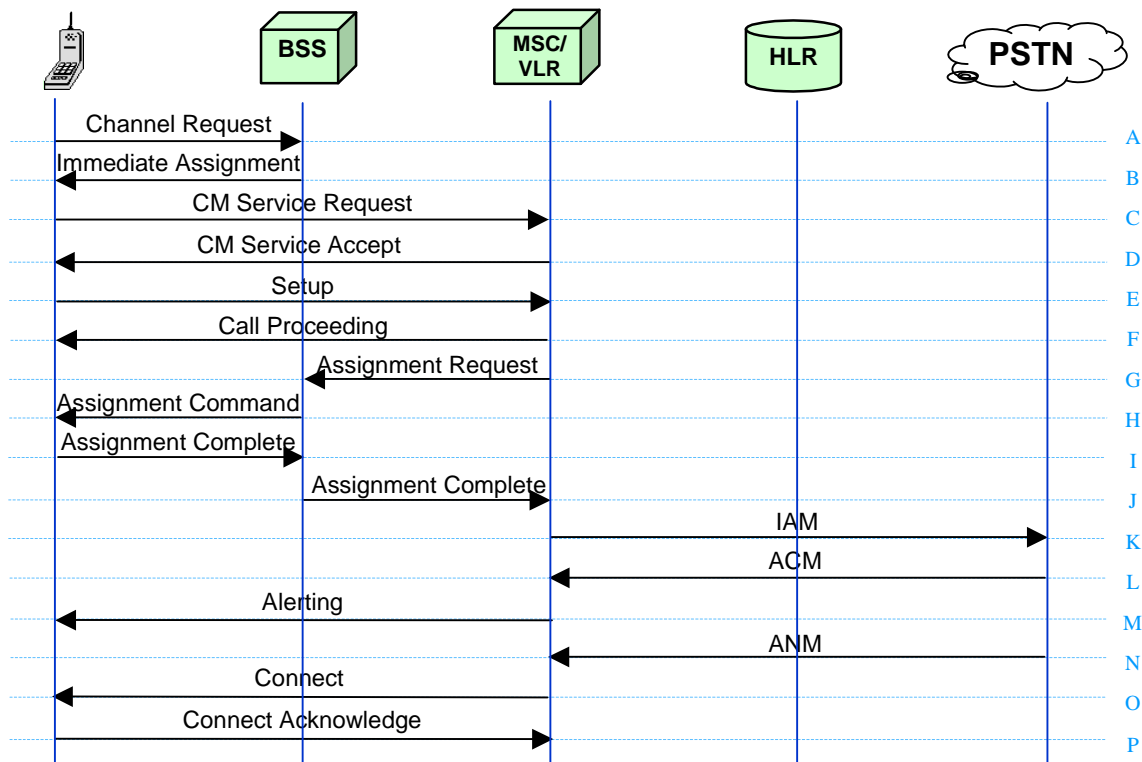 BSS
MSC/
VLR
HLR
PSTN
Channel Request
A
Immediate Assignment
B
CM Service Request
C
CM Service Accept
D
Setup
E
Call Proceeding
F
Assignment Request
G
Assignment Command
H
Assignment Complete
I
Assignment Complete
J
IAM
K
ACM
L
Alerting
M
ANM
N
Connect
O
Connect Acknowledge
P